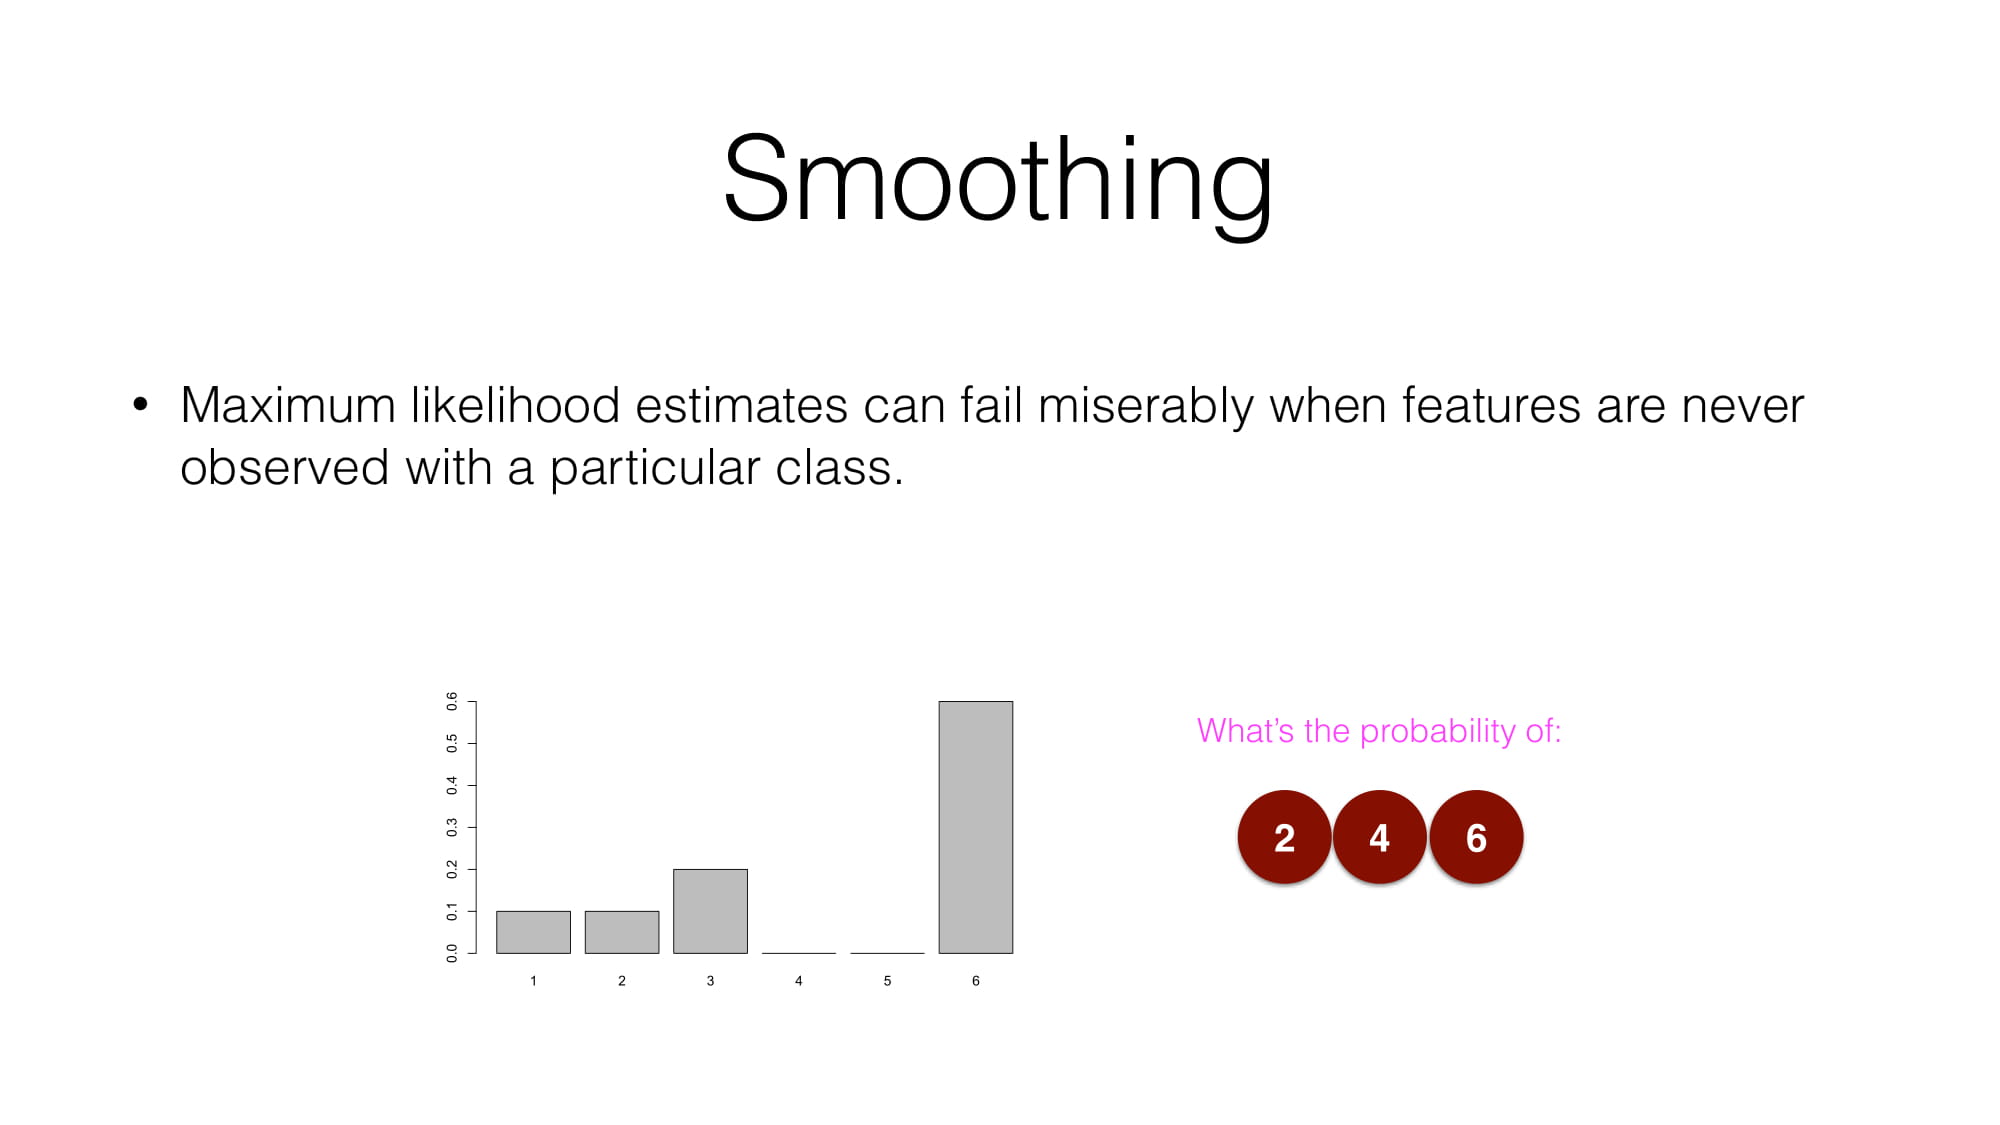 Smoothing
• Maximum likelihood estimates can fail miserably when features are never
observed with a particular class.
0.6
0.5
0.4
0.3
0.2
0.1
0.0
1 2 3 4 5 6
What's the probability of:
2 4 6